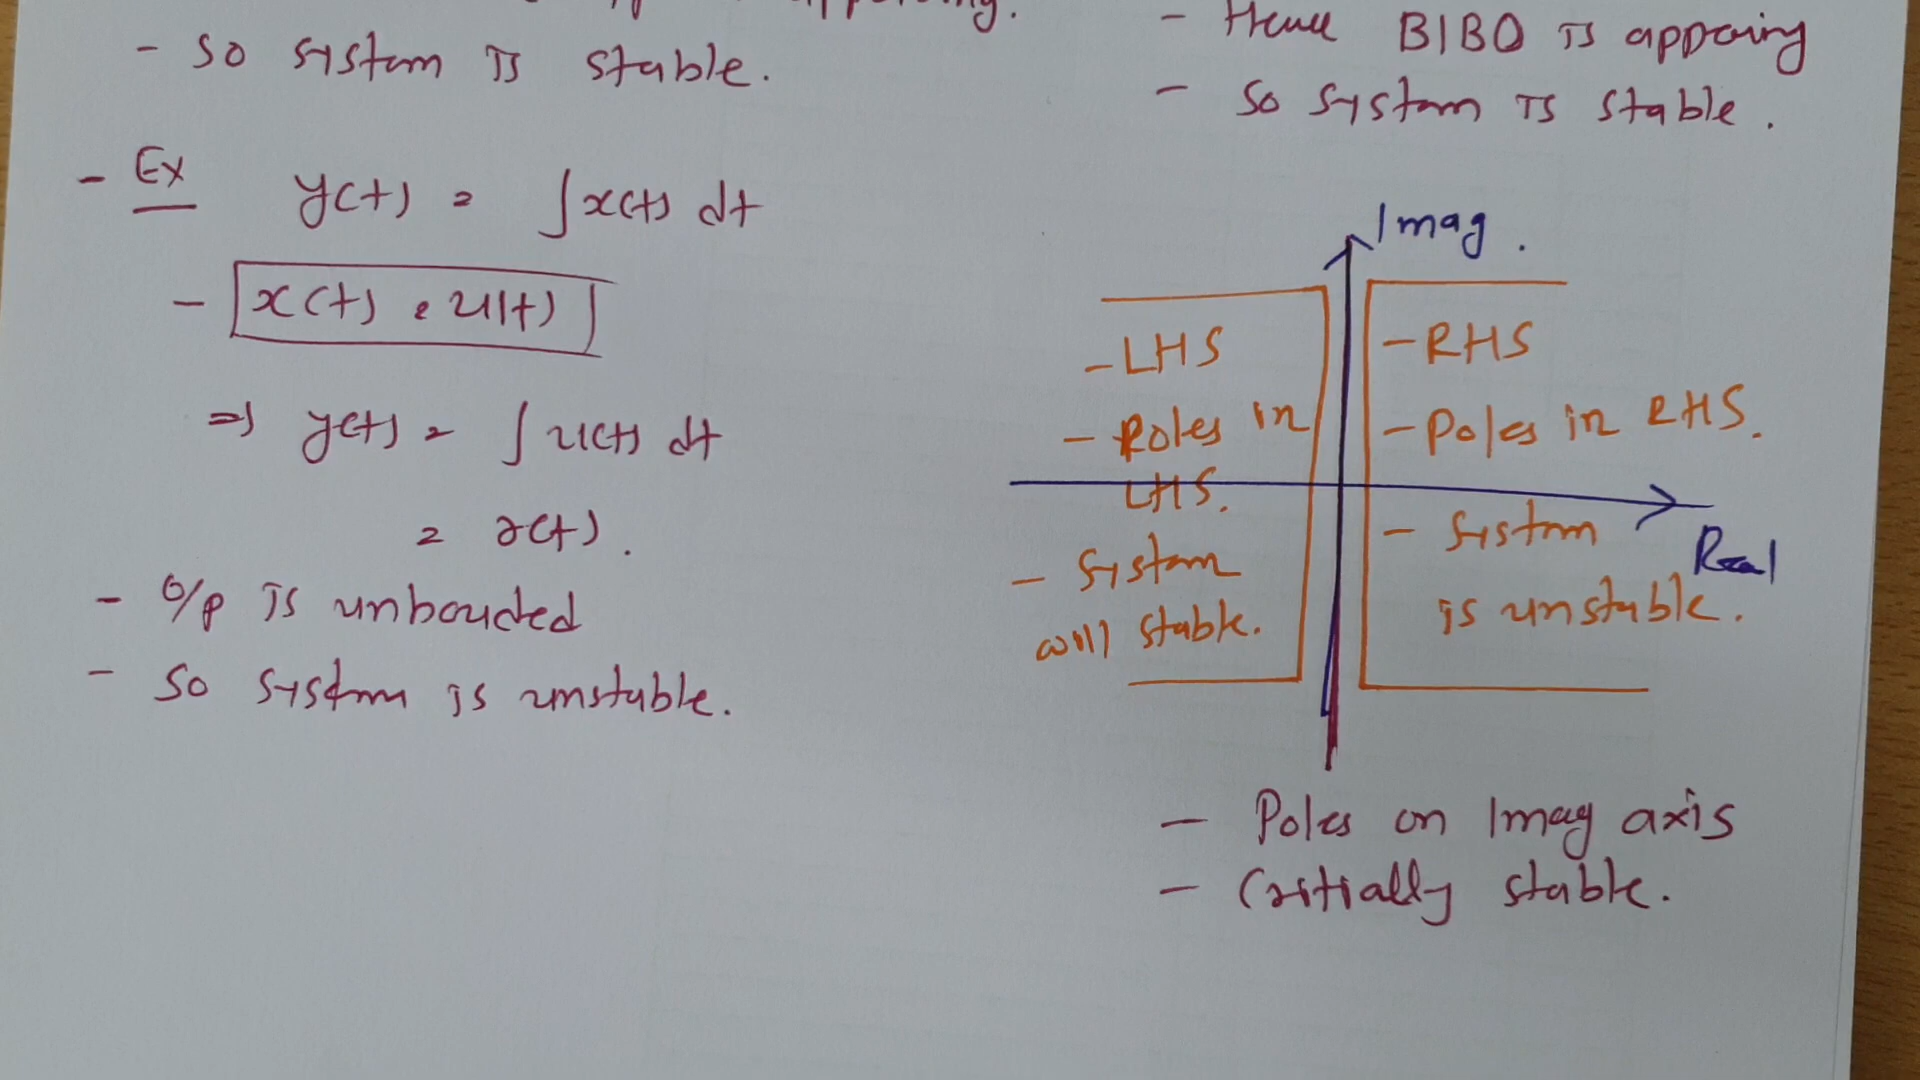 - So system is stable.
- Ex y(t) = ∫x(t) dt
- x(t) = u(t)
⇒ y(t) = ∫ u(t) dt
= r(t).
- O/p is unbouded
- So system is unstable.
- Hence BIBO is apparing
- So system is stable.
Imag.
- LHS
- Poles in
LHS.
- System
will stable.
- RHS
- Poles in RHS.
- System
is unstable.
Real
- Poles on Imag axis
- Critially stable.